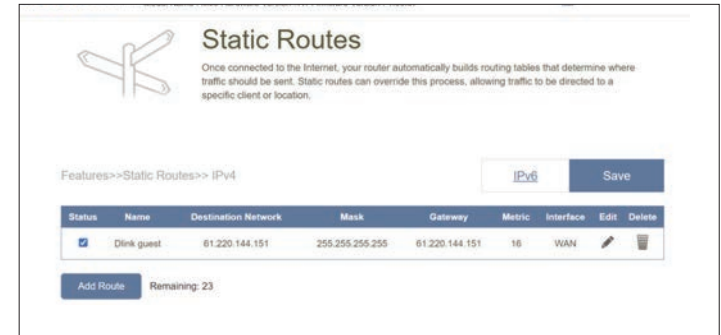 Static Routes
Once connected to the Internet, your router automatically builds routing tables that determine where
traffic should be sent. Static routes can override this process, allowing traffic to be directed to a
specific client or location.
Features>>Static Routes>> IPv4
IPv6
Save
Status Name Destination Network Mask Gateway Metric Interface Edit Delete
Dlink guest 61.220.144.151 255.255.255.255 61.220.144.151 16 WAN
Add Route Remaining: 23